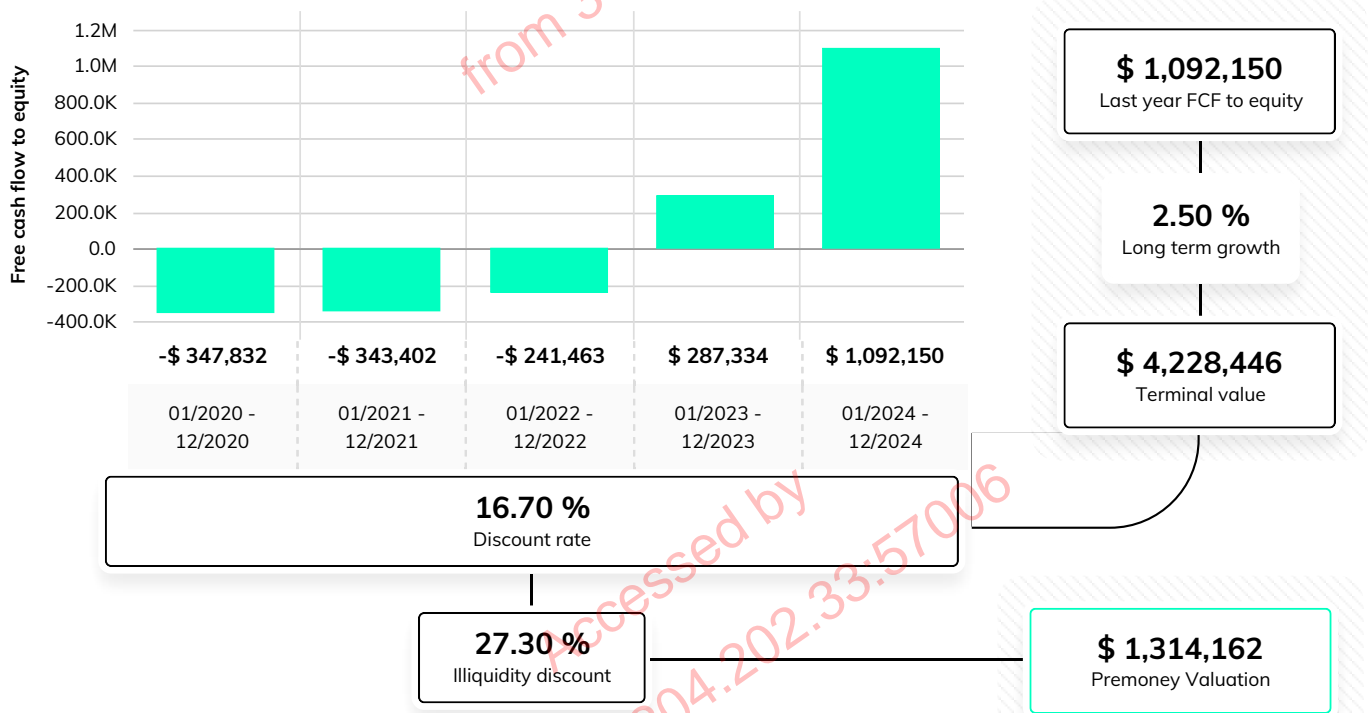 Free cash flow to equity
1.2M
1.0M
800.0K
600.0K
400.0K
200.0K
0.0
-200.0K
-400.0K
-$ 347,832
-$ 343,402
-$ 241,463
$ 287,334
$ 1,092,150
01/2020 -
12/2020
01/2021 -
12/2021
01/2022 -
12/2022
01/2023 -
12/2023
01/2024 -
12/2024
16.70 %
Discount rate
27.30 %
Illiquidity discount
$ 1,092,150
Last year FCF to equity
2.50 %
Long term growth
$ 4,228,446
Terminal value
$ 1,314,162
Premoney Valuation
from
Accessed by
204.202.33:57006